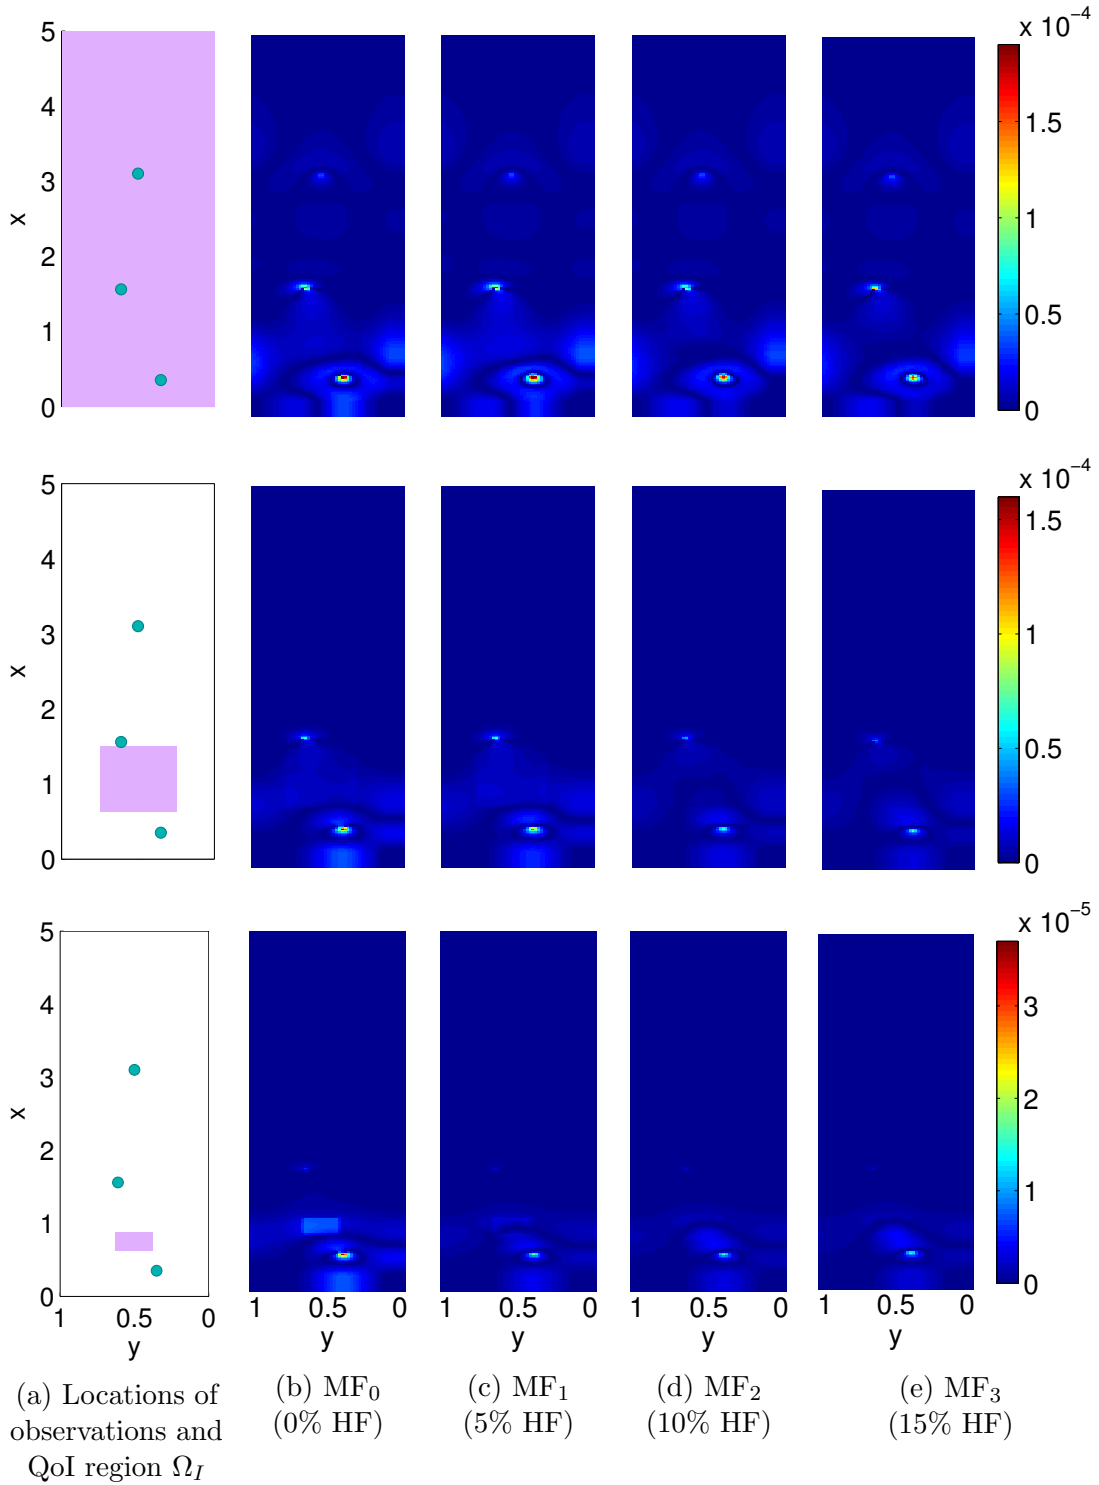 x 10⁻⁴
5
4
3
2
1
0
x
1.5
1
0.5
0
x 10⁻⁴
5
4
3
2
1
0
x
1.5
1
0.5
0
x 10⁻⁵
5
4
3
2
1
0
x
3
2
1
0
1 0.5 0
y
1 0.5 0
y
1 0.5 0
y
1 0.5 0
y
1 0.5 0
y
(a) Locations of
observations and
QoI region Ω_I
(b) MF₀
(0% HF)
(c) MF₁
(5% HF)
(d) MF₂
(10% HF)
(e) MF₃
(15% HF)